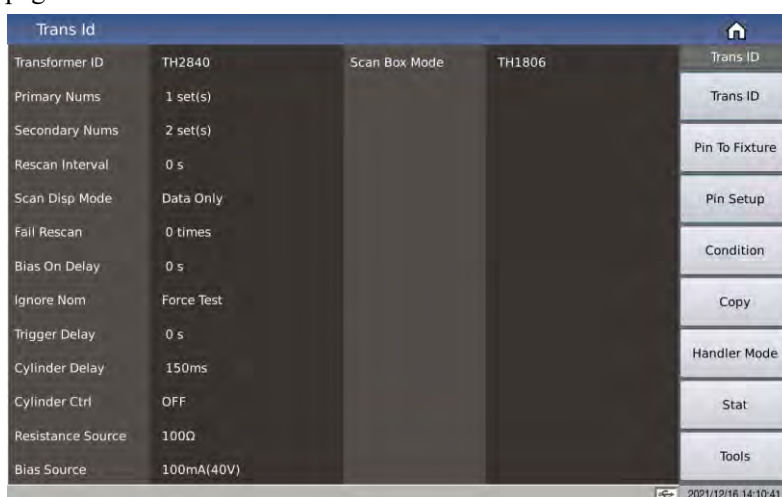 Trans Id
Transformer ID TH2840 Scan Box Mode TH1806
Primary Nums 1 set(s)
Secondary Nums 2 set(s)
Rescan Interval 0 s
Scan Disp Mode Data Only
Fail Rescan 0 times
Bias On Delay 0 s
Ignore Nom Force Test
Trigger Delay 0 s
Cylinder Delay 150ms
Cylinder Ctrl OFF
Resistance Source 100Ω
Bias Source 100mA(40V)
Trans ID
Trans ID
Pin To Fixture
Pin Setup
Condition
Copy
Handler Mode
Stat
Tools
2021/12/16 14:10:41